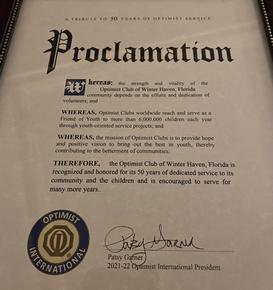 A TRIBUTE TO 50 YEARS OF OPTIMIST SERVICE
Proclamation
Whereas; the strength and vitality of the
Optimist Club of Winter Haven, Florida
community depends on the efforts and dedication of
volunteers; and
WHEREAS, Optimist Clubs worldwide reach and serve as a
Friend of Youth to more than 6,000,000 children each year
through youth-oriented service projects; and
WHEREAS, the mission of Optimist Clubs is to provide hope
and positive vision to bring out the best in youth, thereby
contributing to the betterment of communities.
THEREFORE, the Optimist Club of Winter Haven, Florida is
recognized and honored for its 50 years of dedicated service to its
community and the children and is encouraged to serve for
many more years.
OPTIMIST
INTERNATIONAL
Patsy Garner
Patsy Garner
2021-22 Optimist International President